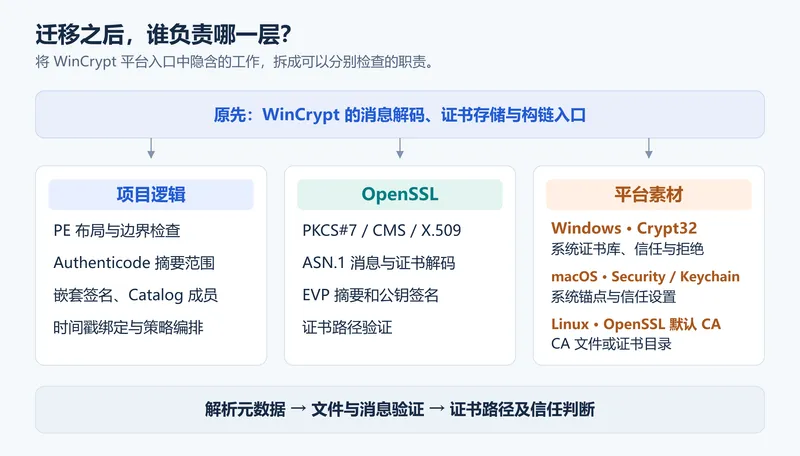 迁移之后，谁负责哪一层？
将 WinCrypt 平台入口中隐含的工作，拆成可以分别检查的职责。
原先：WinCrypt 的消息解码、证书存储与构链入口
项目逻辑
PE 布局与边界检查
Authenticode 摘要范围
嵌套签名、Catalog 成员
时间戳绑定与策略编排
OpenSSL
PKCS#7 / CMS / X.509
ASN.1 消息与证书解码
EVP 摘要和公钥签名
证书路径验证
平台素材
Windows • Crypt32
系统证书库、信任与拒绝
macOS • Security / Keychain
系统锚点与信任设置
Linux • OpenSSL 默认 CA
CA 文件或证书目录
解析元数据 → 文件与消息验证 → 证书路径及信任判断